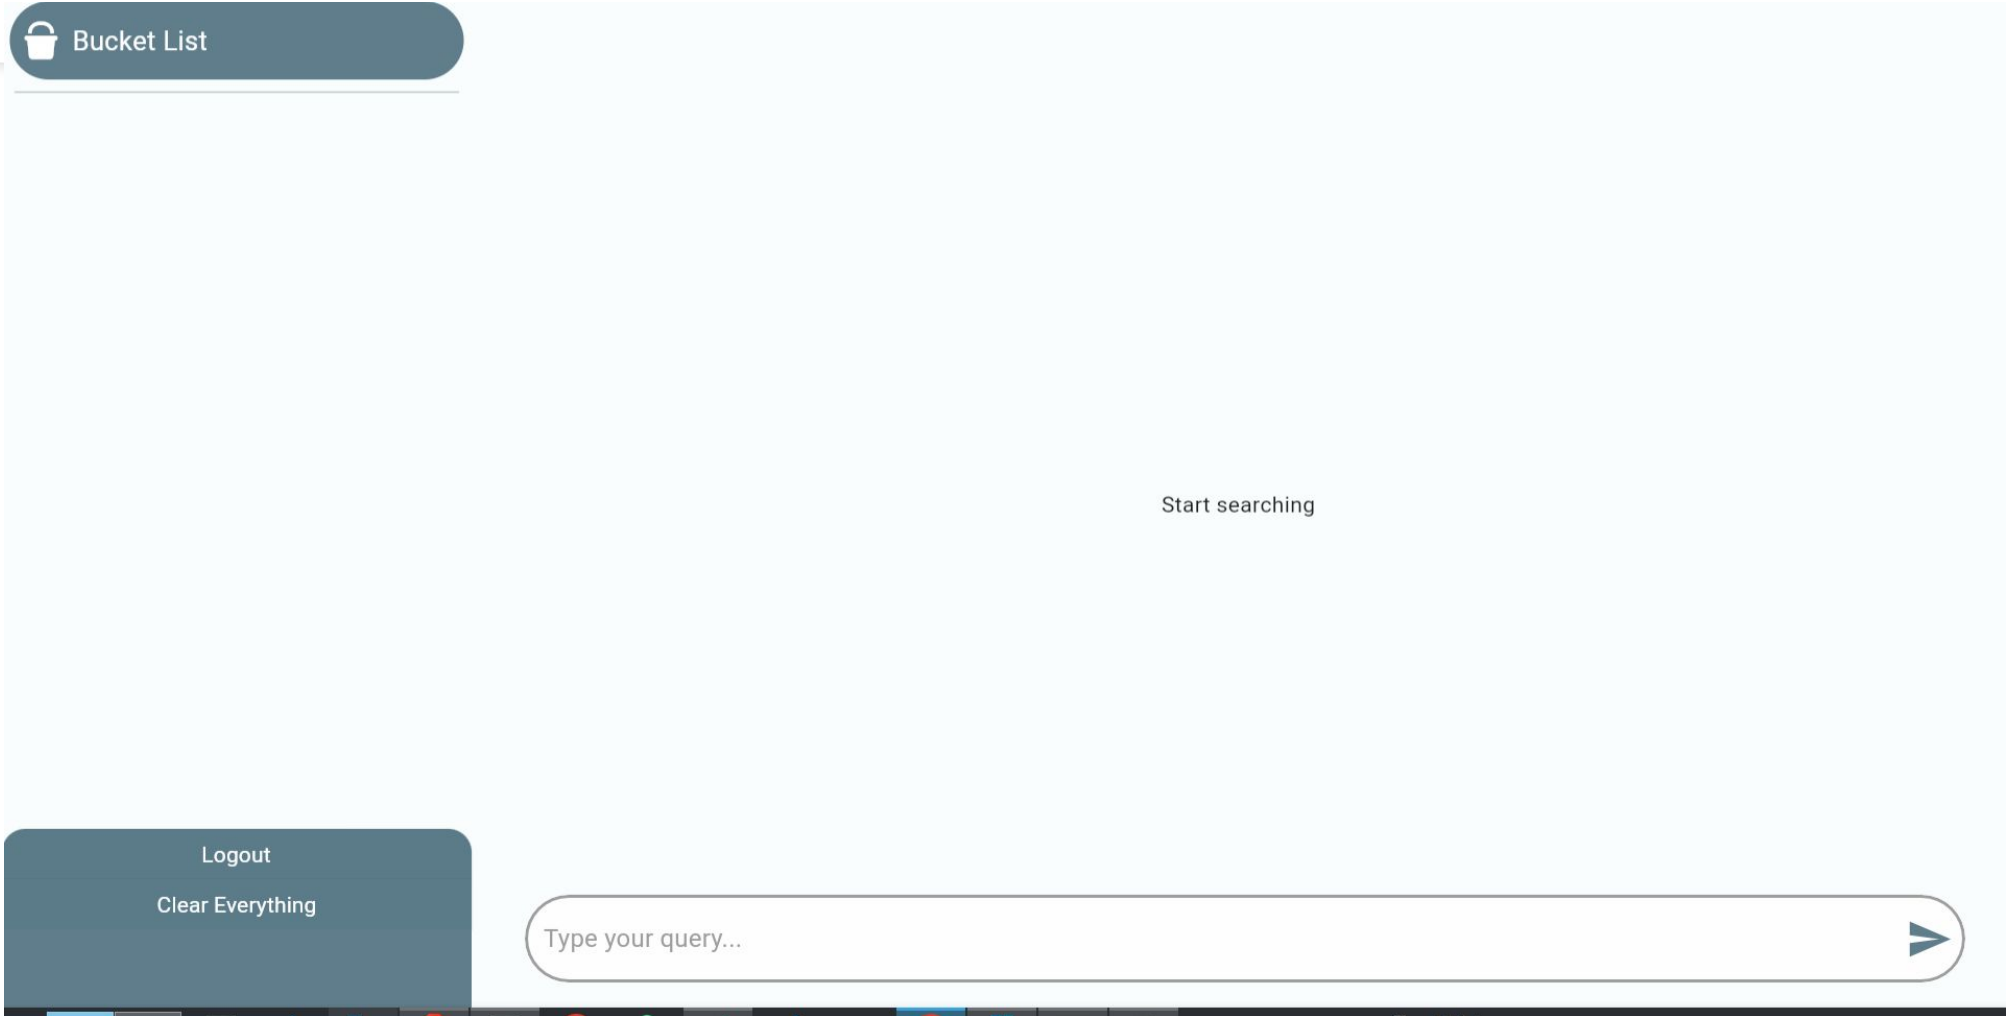 Bucket List
Start searching
Logout
Clear Everything
Type your query...